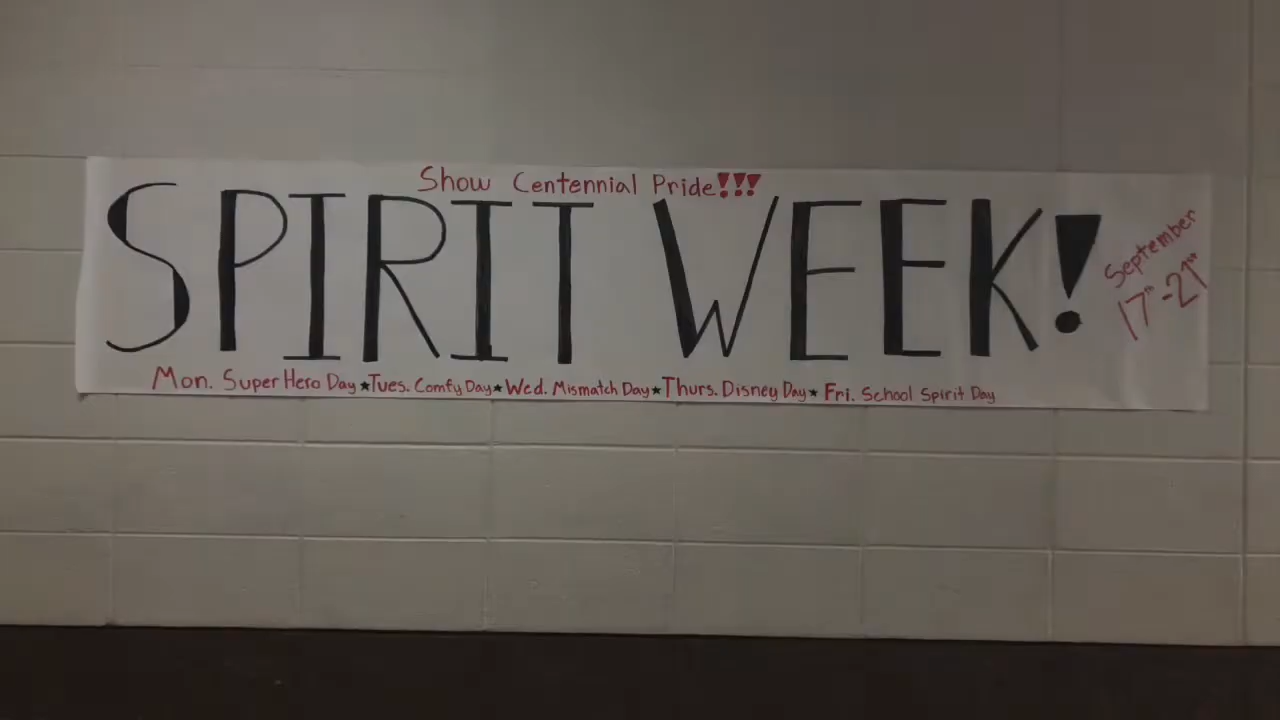 Show Centennial Pride!!!
SPIRIT WEEK!
September
17th-21st
Mon. Super Hero Day★Tues. Comfy Day★Wed. Mismatch Day★Thurs. Disney Day★Fri. School Spirit Day